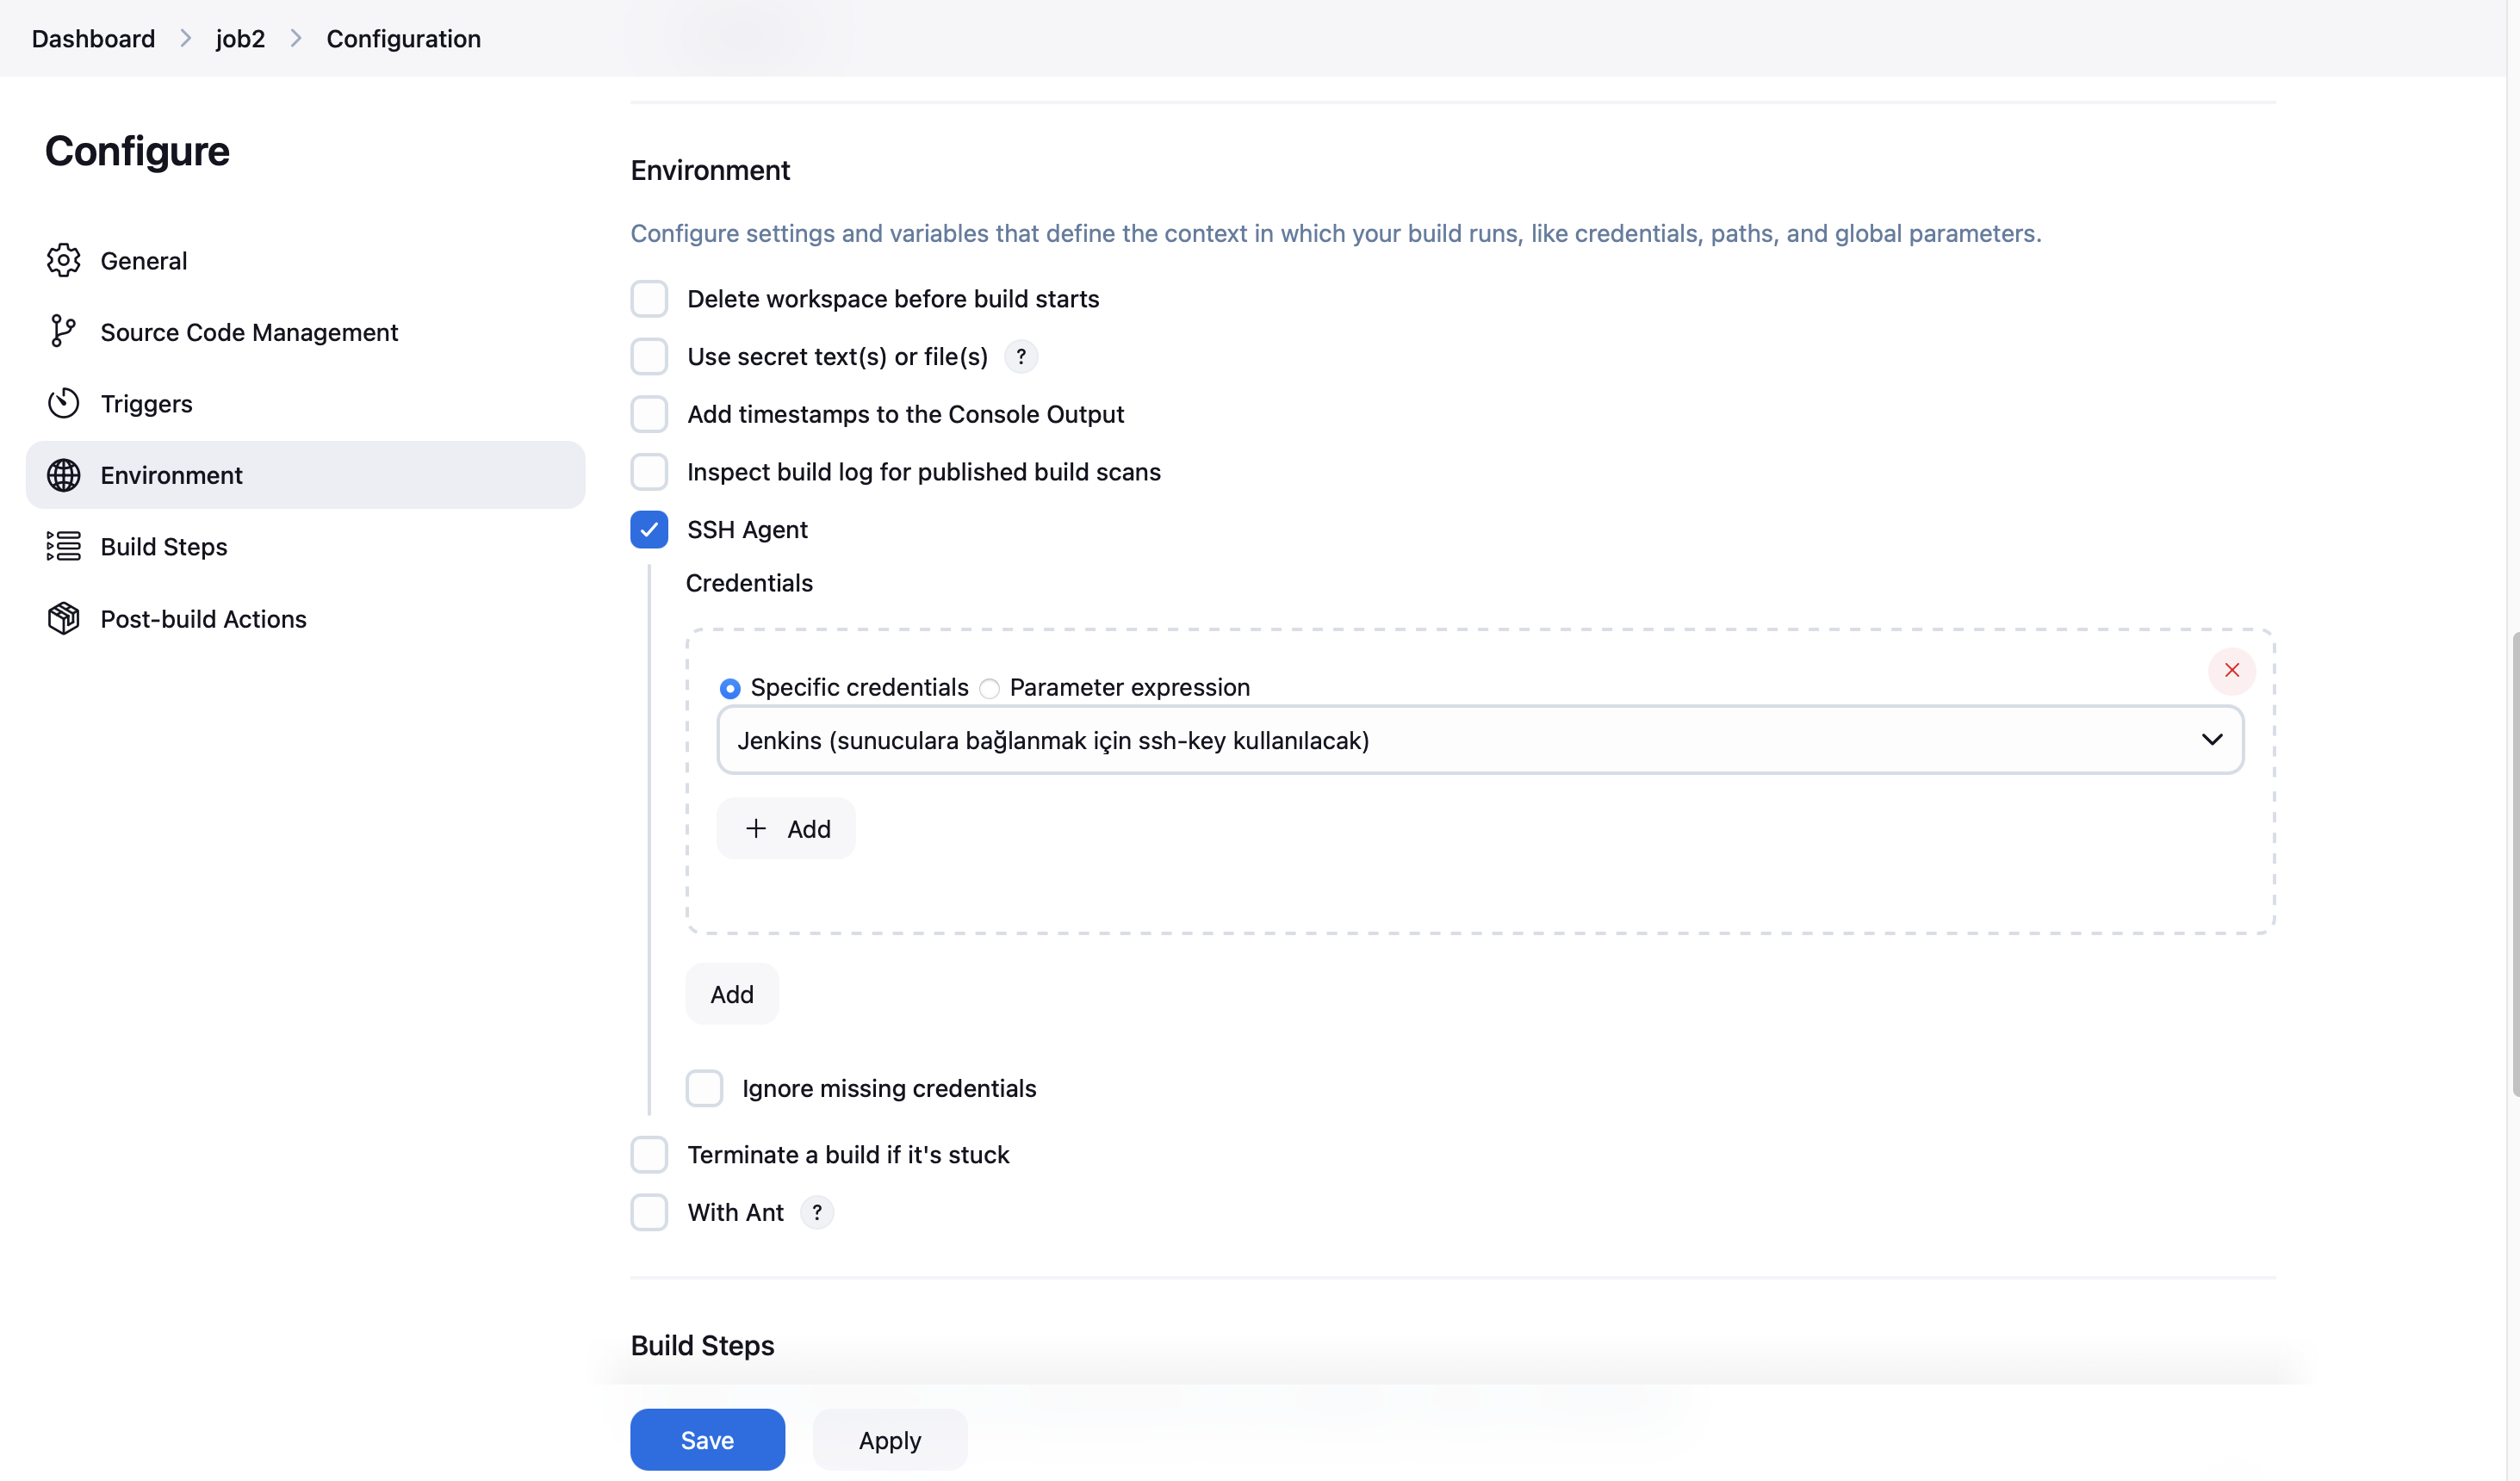 Dashboard > job2 > Configuration
Configure
General
Source Code Management
Triggers
Environment
Build Steps
Post-build Actions
Environment
Configure settings and variables that define the context in which your build runs, like credentials, paths, and global parameters.
Delete workspace before build starts
Use secret text(s) or file(s) ?
Add timestamps to the Console Output
Inspect build log for published build scans
SSH Agent
Credentials
Specific credentials Parameter expression
Jenkins (sunuculara bağlanmak için ssh-key kullanılacak)
+ Add
Add
Ignore missing credentials
Terminate a build if it's stuck
With Ant ?
Build Steps
Save Apply